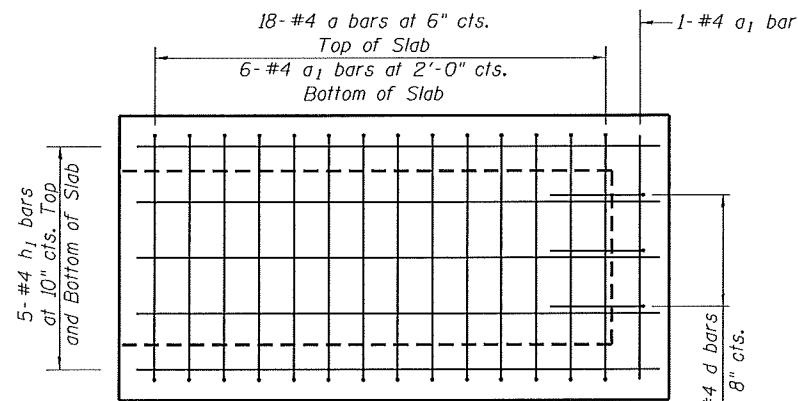 18-#4 a bars at 6" cts.
Top of Slab
6-#4 a1 bars at 2'-0" cts.
Bottom of Slab
1-#4 a1 bar
5-#4 h1 bars
at 10" cts. Top
and Bottom of Slab
#4 d bars
8" cts.